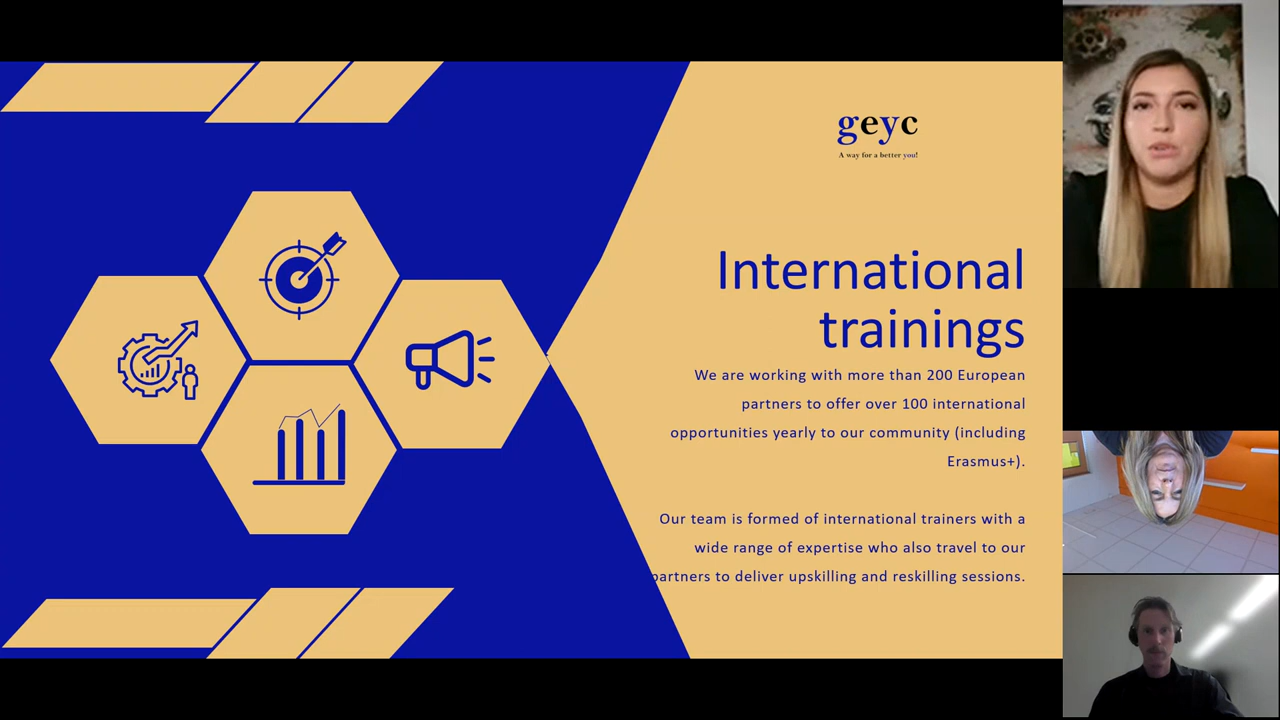 geyc
A way for a better you!
International
trainings
We are working with more than 200 European
partners to offer over 100 international
opportunities yearly to our community (including
Erasmus+).
Our team is formed of international trainers with a
wide range of expertise who also travel to our
partners to deliver upskilling and reskilling sessions.